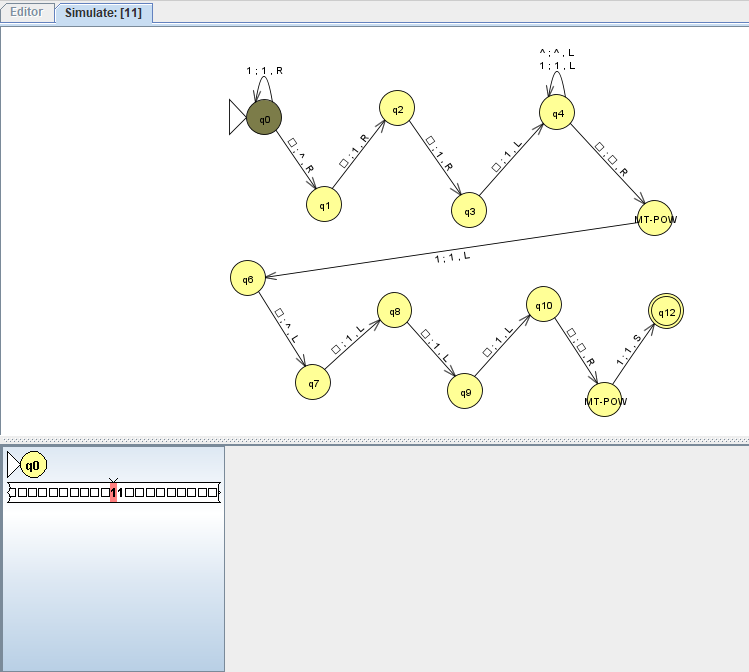 Editor
Simulate: [11]
^ ; ^ , L
1 ; 1 , R
1 ; 1 , L
q0
q2
q4
□ ; ^ , R
□ ; 1 , R
□ ; 1 , R
□ ; 1 , L
□ ; □ , R
q1
q3
MT-POW
1 ; 1 , L
q6
q8
q10
q12
□ ; ^ , L
□ ; 1 , L
□ ; 1 , L
□ ; 1 , L
□ ; □ , R
1 ; 1 , S
q7
q9
MT-POW
q0
□□□□□□□□□□11□□□□□□□□□